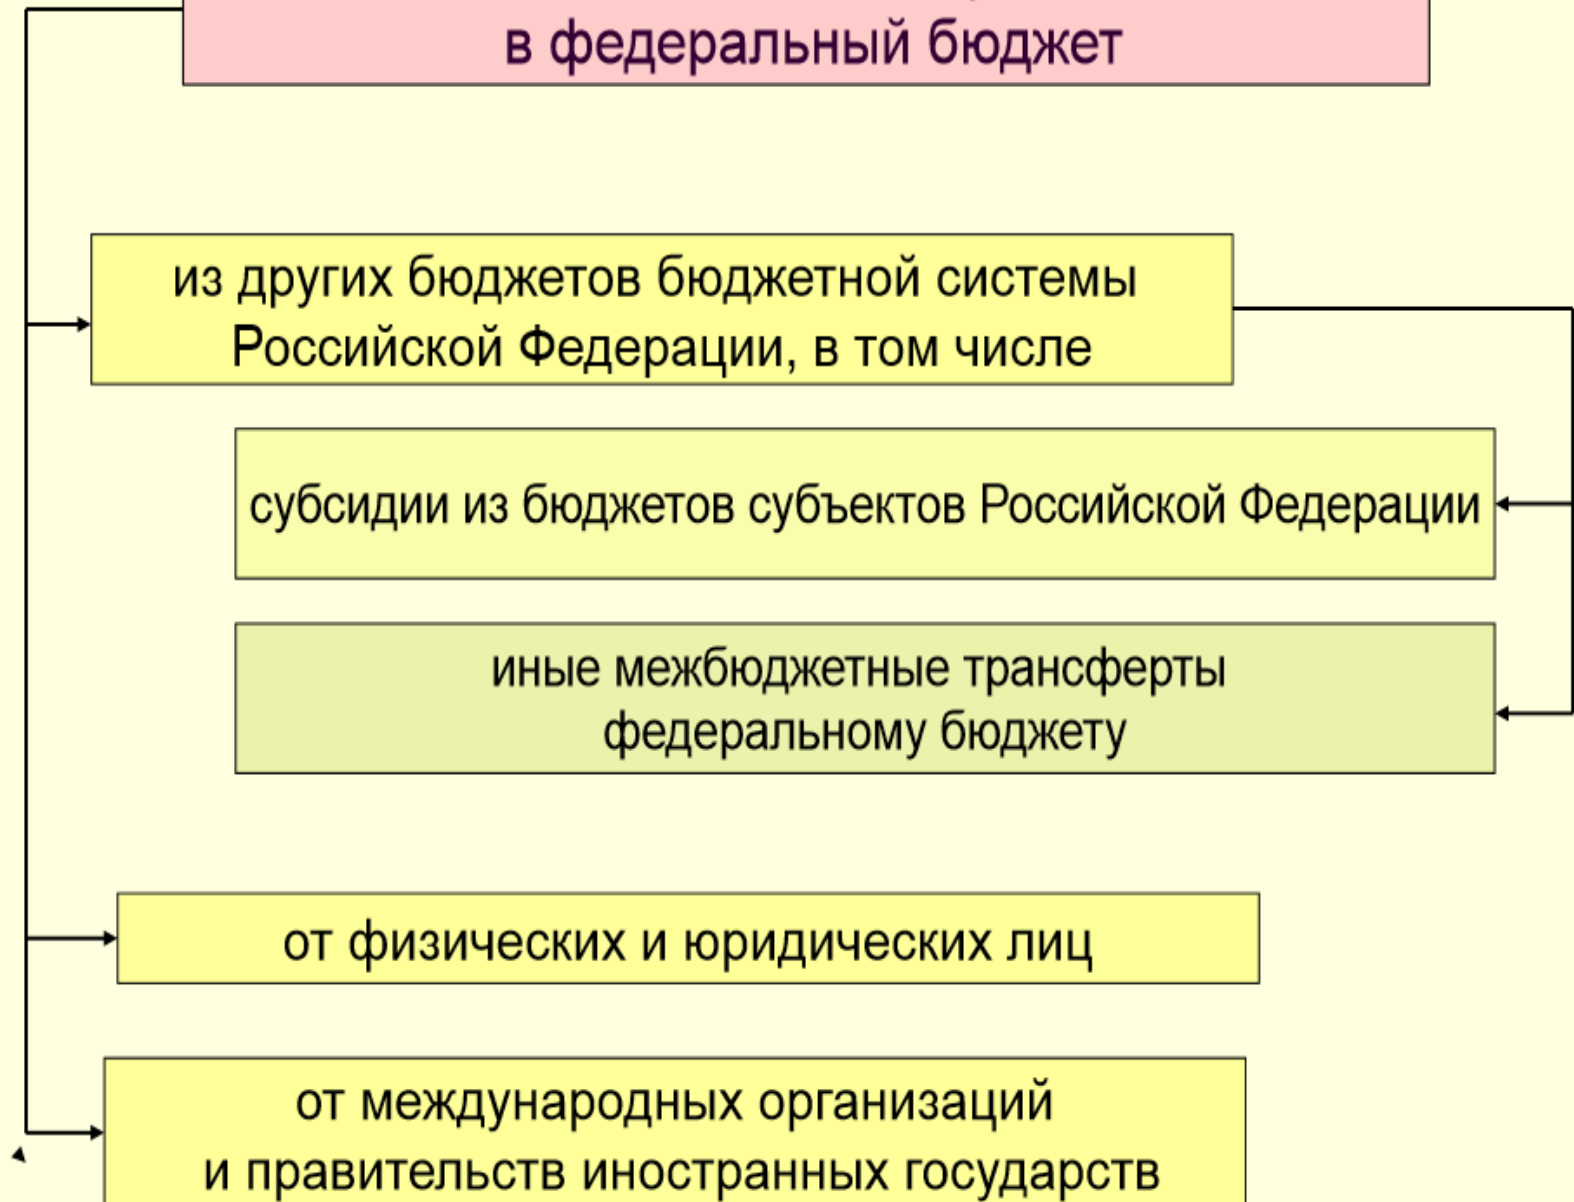 в федеральный бюджет
из других бюджетов бюджетной системы
Российской Федерации, в том числе
субсидии из бюджетов субъектов Российской Федерации
иные межбюджетные трансферты
федеральному бюджету
от физических и юридических лиц
от международных организаций
и правительств иностранных государств